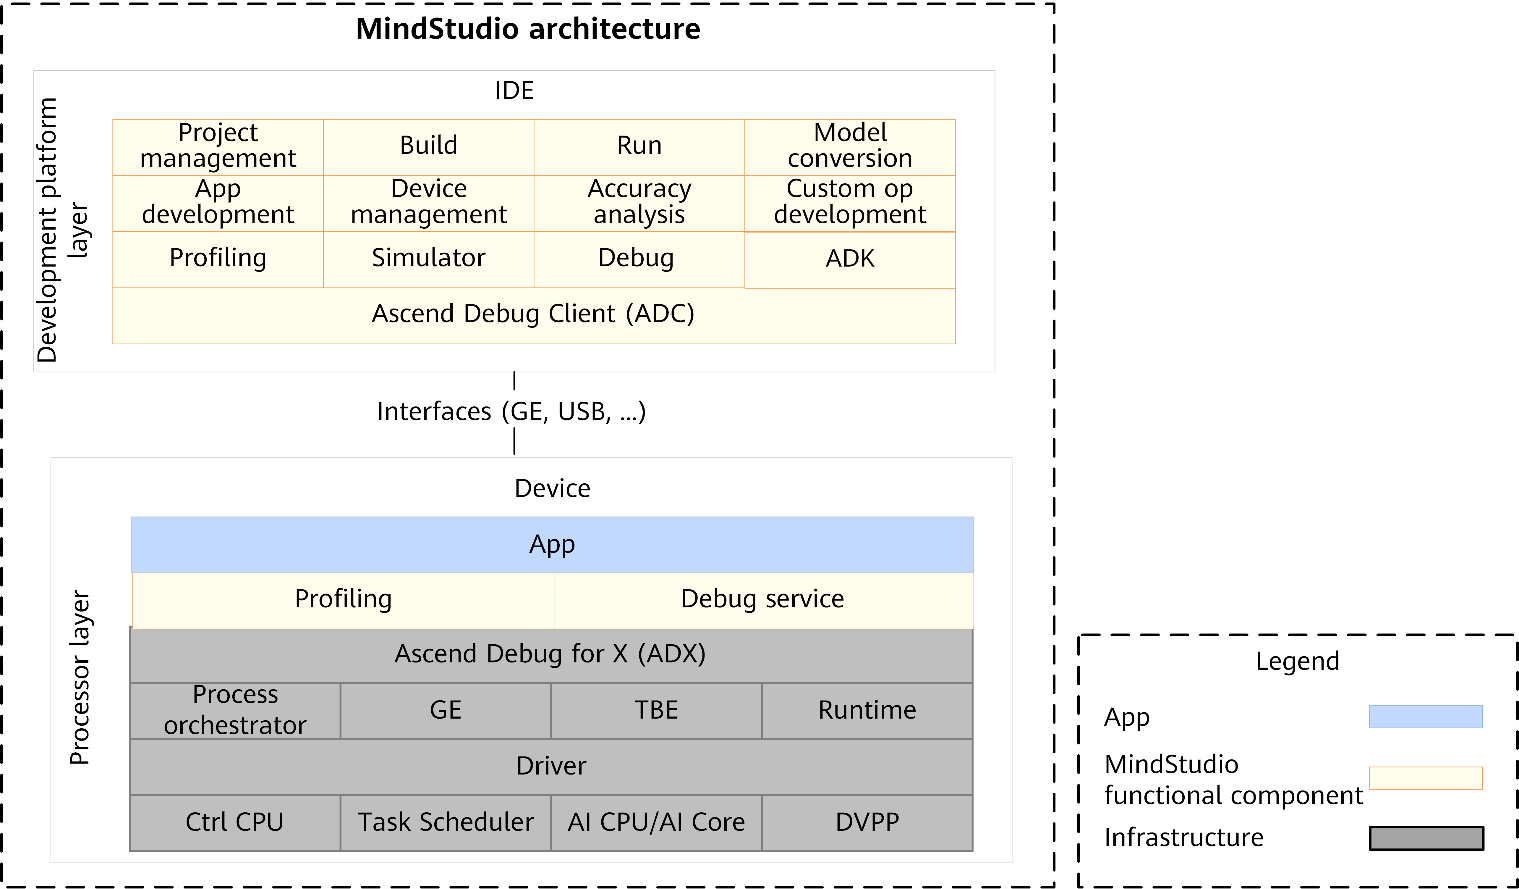 MindStudio architecture
Development platform
layer
IDE
Project
management
Build
Run
Model
conversion
App
development
Device
management
Accuracy
analysis
Custom op
development
Profiling
Simulator
Debug
ADK
Ascend Debug Client (ADC)
Interfaces (GE, USB, ...)
Processor layer
Device
App
Profiling
Debug service
Ascend Debug for X (ADX)
Process
orchestrator
GE
TBE
Runtime
Driver
Ctrl CPU
Task Scheduler
AI CPU/AI Core
DVPP
Legend
App
MindStudio
functional component
Infrastructure